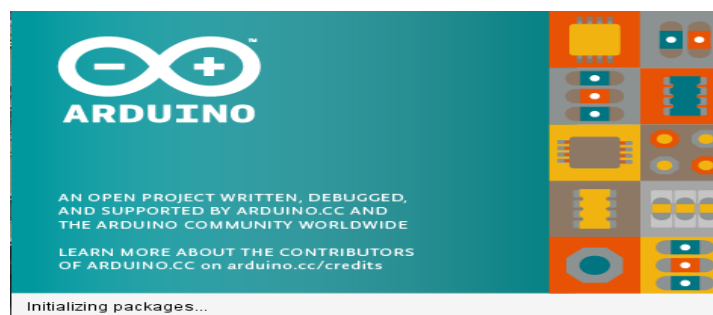 TM
ARDUINO
AN OPEN PROJECT WRITTEN, DEBUGGED,
AND SUPPORTED BY ARDUINO.CC AND
THE ARDUINO COMMUNITY WORLDWIDE
LEARN MORE ABOUT THE CONTRIBUTORS
OF ARDUINO.CC on arduino.cc/credits
Initializing packages...